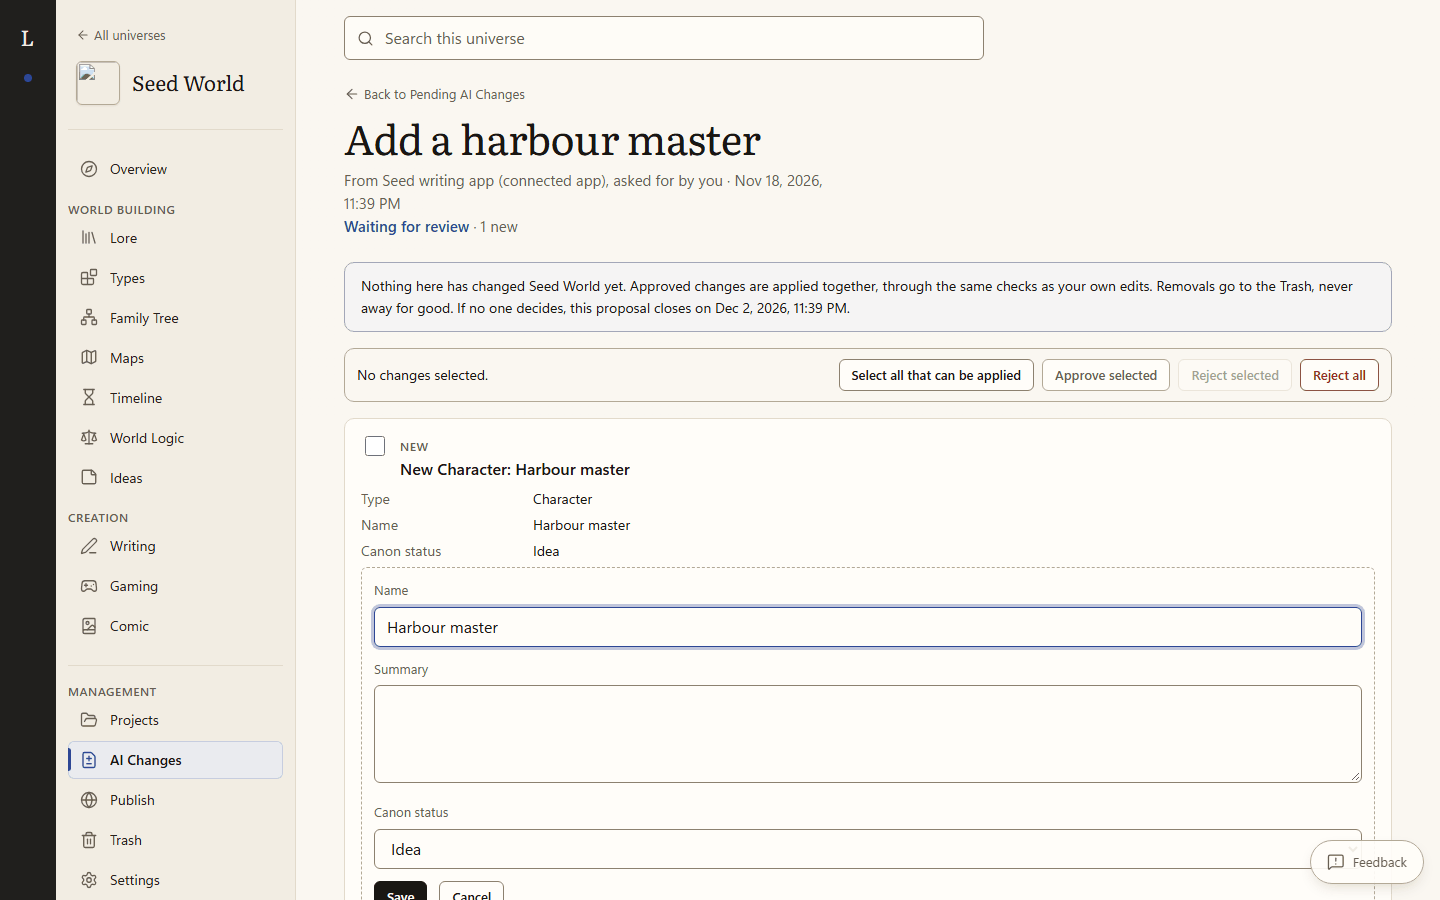 L
All universes
Seed World
Overview
WORLD BUILDING
Lore
Types
Family Tree
Maps
Timeline
World Logic
Ideas
CREATION
Writing
Gaming
Comic
MANAGEMENT
Projects
AI Changes
Publish
Trash
Settings
Search this universe
Back to Pending AI Changes
Add a harbour master
From Seed writing app (connected app), asked for by you · Nov 18, 2026,
11:39 PM
Waiting for review · 1 new
Nothing here has changed Seed World yet. Approved changes are applied together, through the same checks as your own edits. Removals go to the Trash, never
away for good. If no one decides, this proposal closes on Dec 2, 2026, 11:39 PM.
No changes selected.
Select all that can be applied
Approve selected
Reject selected
Reject all
NEW
New Character: Harbour master
Type Character
Name Harbour master
Canon status Idea
Name
Harbour master
Summary
Canon status
Idea
Save
Cancel
Feedback